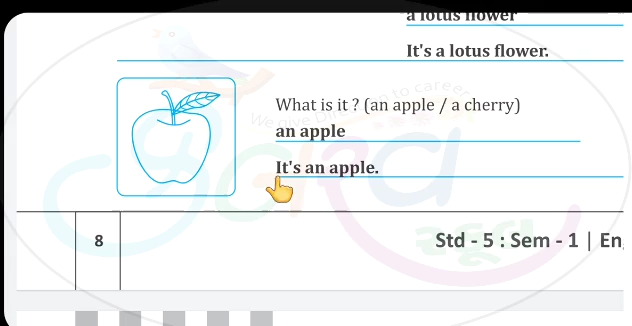 a lotus flower
It's a lotus flower.
What is it ? (an apple / a cherry)
an apple
It's an apple.
8
Std - 5 : Sem - 1 | En